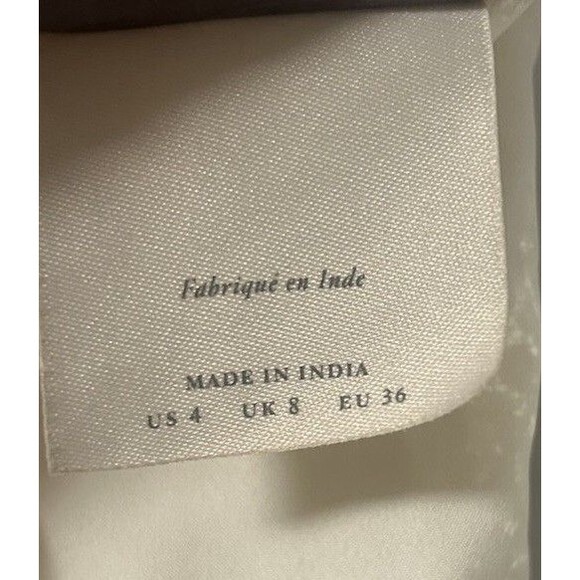 Fabriqué en Inde
MADE IN INDIA
US 4 UK 8 EU 36